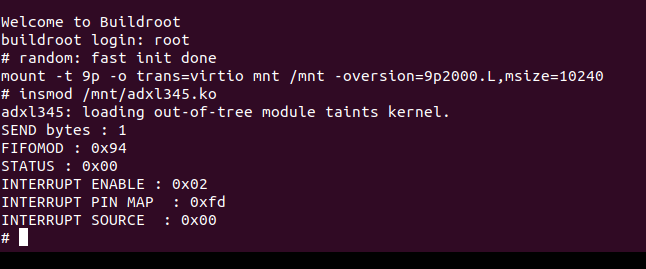 Welcome to Buildroot
buildroot login: root
# random: fast init done
mount -t 9p -o trans=virtio mnt /mnt -oversion=9p2000.L,msize=10240
# insmod /mnt/adxl345.ko
adxl345: loading out-of-tree module taints kernel.
SEND bytes : 1
FIFOMOD : 0x94
STATUS : 0x00
INTERRUPT ENABLE : 0x02
INTERRUPT PIN MAP  : 0xfd
INTERRUPT SOURCE  : 0x00
#